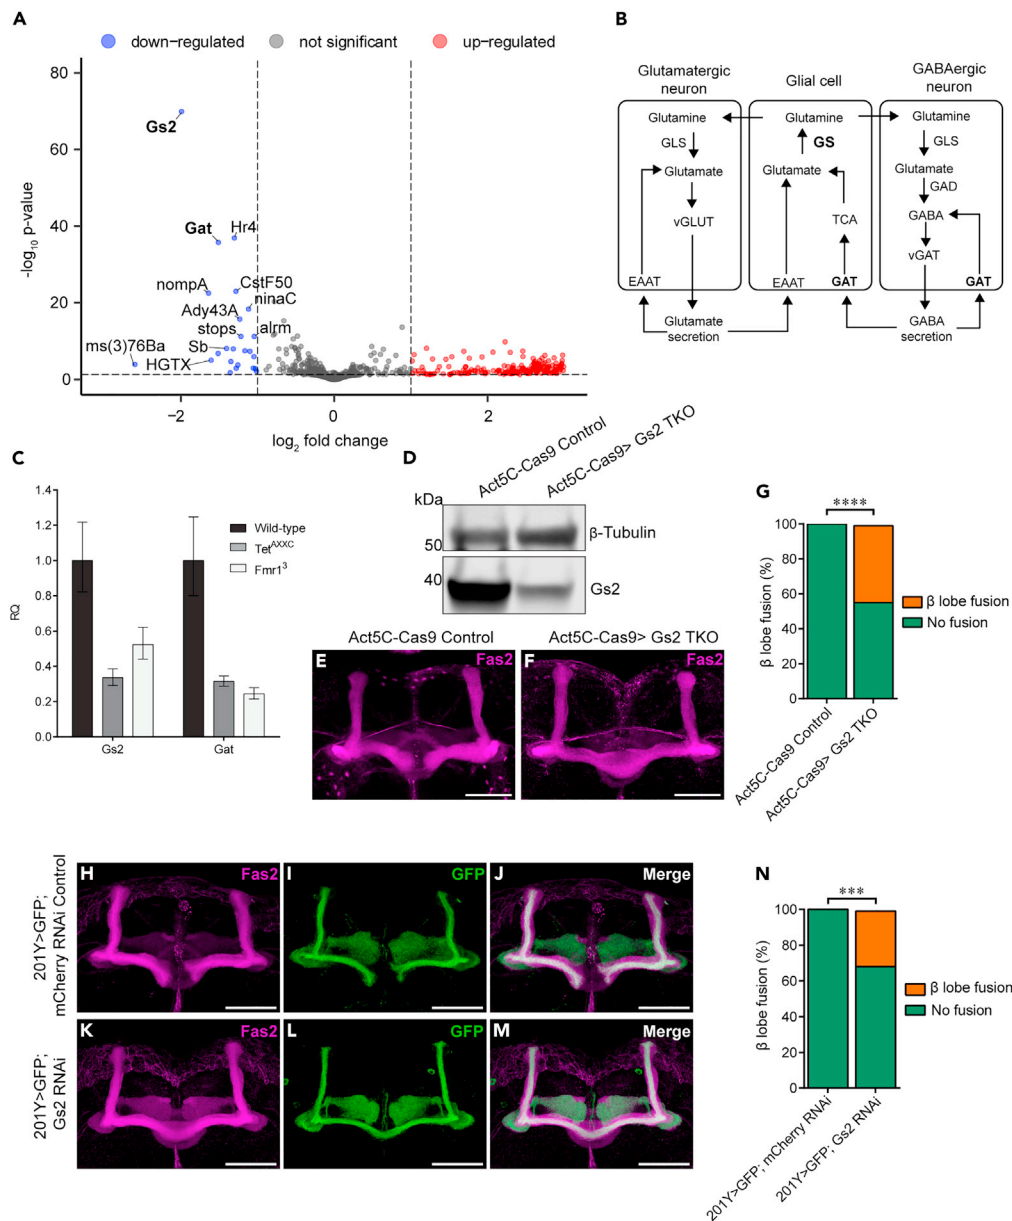 A
down−regulated
not significant
up−regulated
80
60
40
20
0
-log10 p-value
Gs2
Gat
Hr4
nompA
CstF50
ninaC
Ady43A
stops
alrm
Sb
ms(3)76Ba
HGTX
−2
0
2
log2 fold change
B
Glutamatergic
neuron
Glial cell
GABAergic
neuron
Glutamine
Glutamine
Glutamine
GLS
GS
GLS
Glutamate
Glutamate
Glutamate
GAD
vGLUT
TCA
GABA
vGAT
EAAT
EAAT
GAT
GAT
Glutamate
secretion
GABA
secretion
C
1.4
1.2
1.0
0.8
0.6
0.4
0.2
0.0
RQ
Wild-type
TetAXXC
Fmr13
Gs2
Gat
D
Act5C-Cas9 Control
Act5C-Cas9> Gs2 TKO
kDa
50
β-Tubulin
40
Gs2
Act5C-Cas9 Control
Act5C-Cas9> Gs2 TKO
E
Fas2
F
Fas2
G
****
100
80
60
40
20
0
β lobe fusion (%)
β lobe fusion
No fusion
Act5C-Cas9 Control
Act5C-Cas9> Gs2 TKO
201Y>GFP;
mCherry RNAi Control
H
Fas2
I
GFP
J
Merge
201Y>GFP;
Gs2 RNAi
K
Fas2
L
GFP
M
Merge
N
***
100
80
60
40
20
0
β lobe fusion (%)
β lobe fusion
No fusion
201Y>GFP; mCherry RNAi
201Y>GFP; Gs2 RNAi